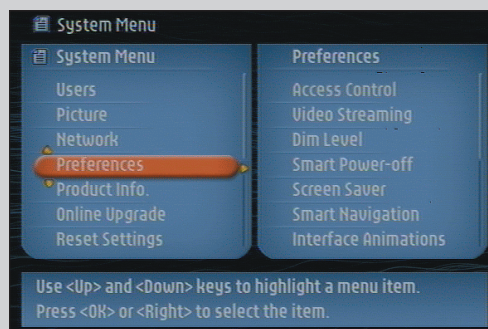 System Menu
System Menu
Users
Picture
Network
Preferences
Product Info.
Online Upgrade
Reset Settings
Preferences
Access Control
Video Streaming
Dim Level
Smart Power-off
Screen Saver
Smart Navigation
Interface Animations
Use <Up> and <Down> keys to highlight a menu item.
Press <OK> or <Right> to select the item.